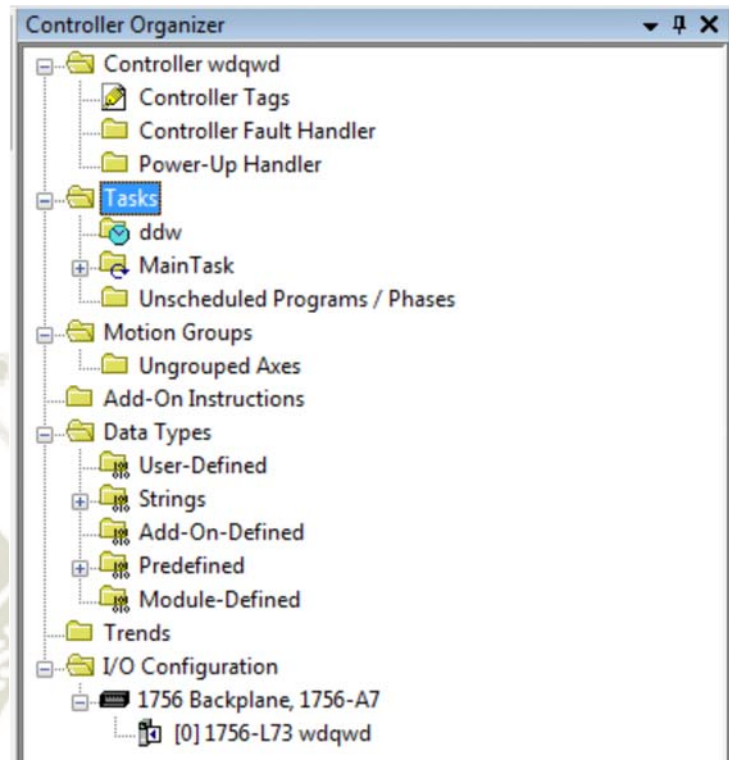 Controller Organizer
Controller wdqwd
Controller Tags
Controller Fault Handler
Power-Up Handler
Tasks
ddw
MainTask
Unscheduled Programs / Phases
Motion Groups
Ungrouped Axes
Add-On Instructions
Data Types
User-Defined
Strings
Add-On-Defined
Predefined
Module-Defined
Trends
I/O Configuration
1756 Backplane, 1756-A7
[0] 1756-L73 wdqwd